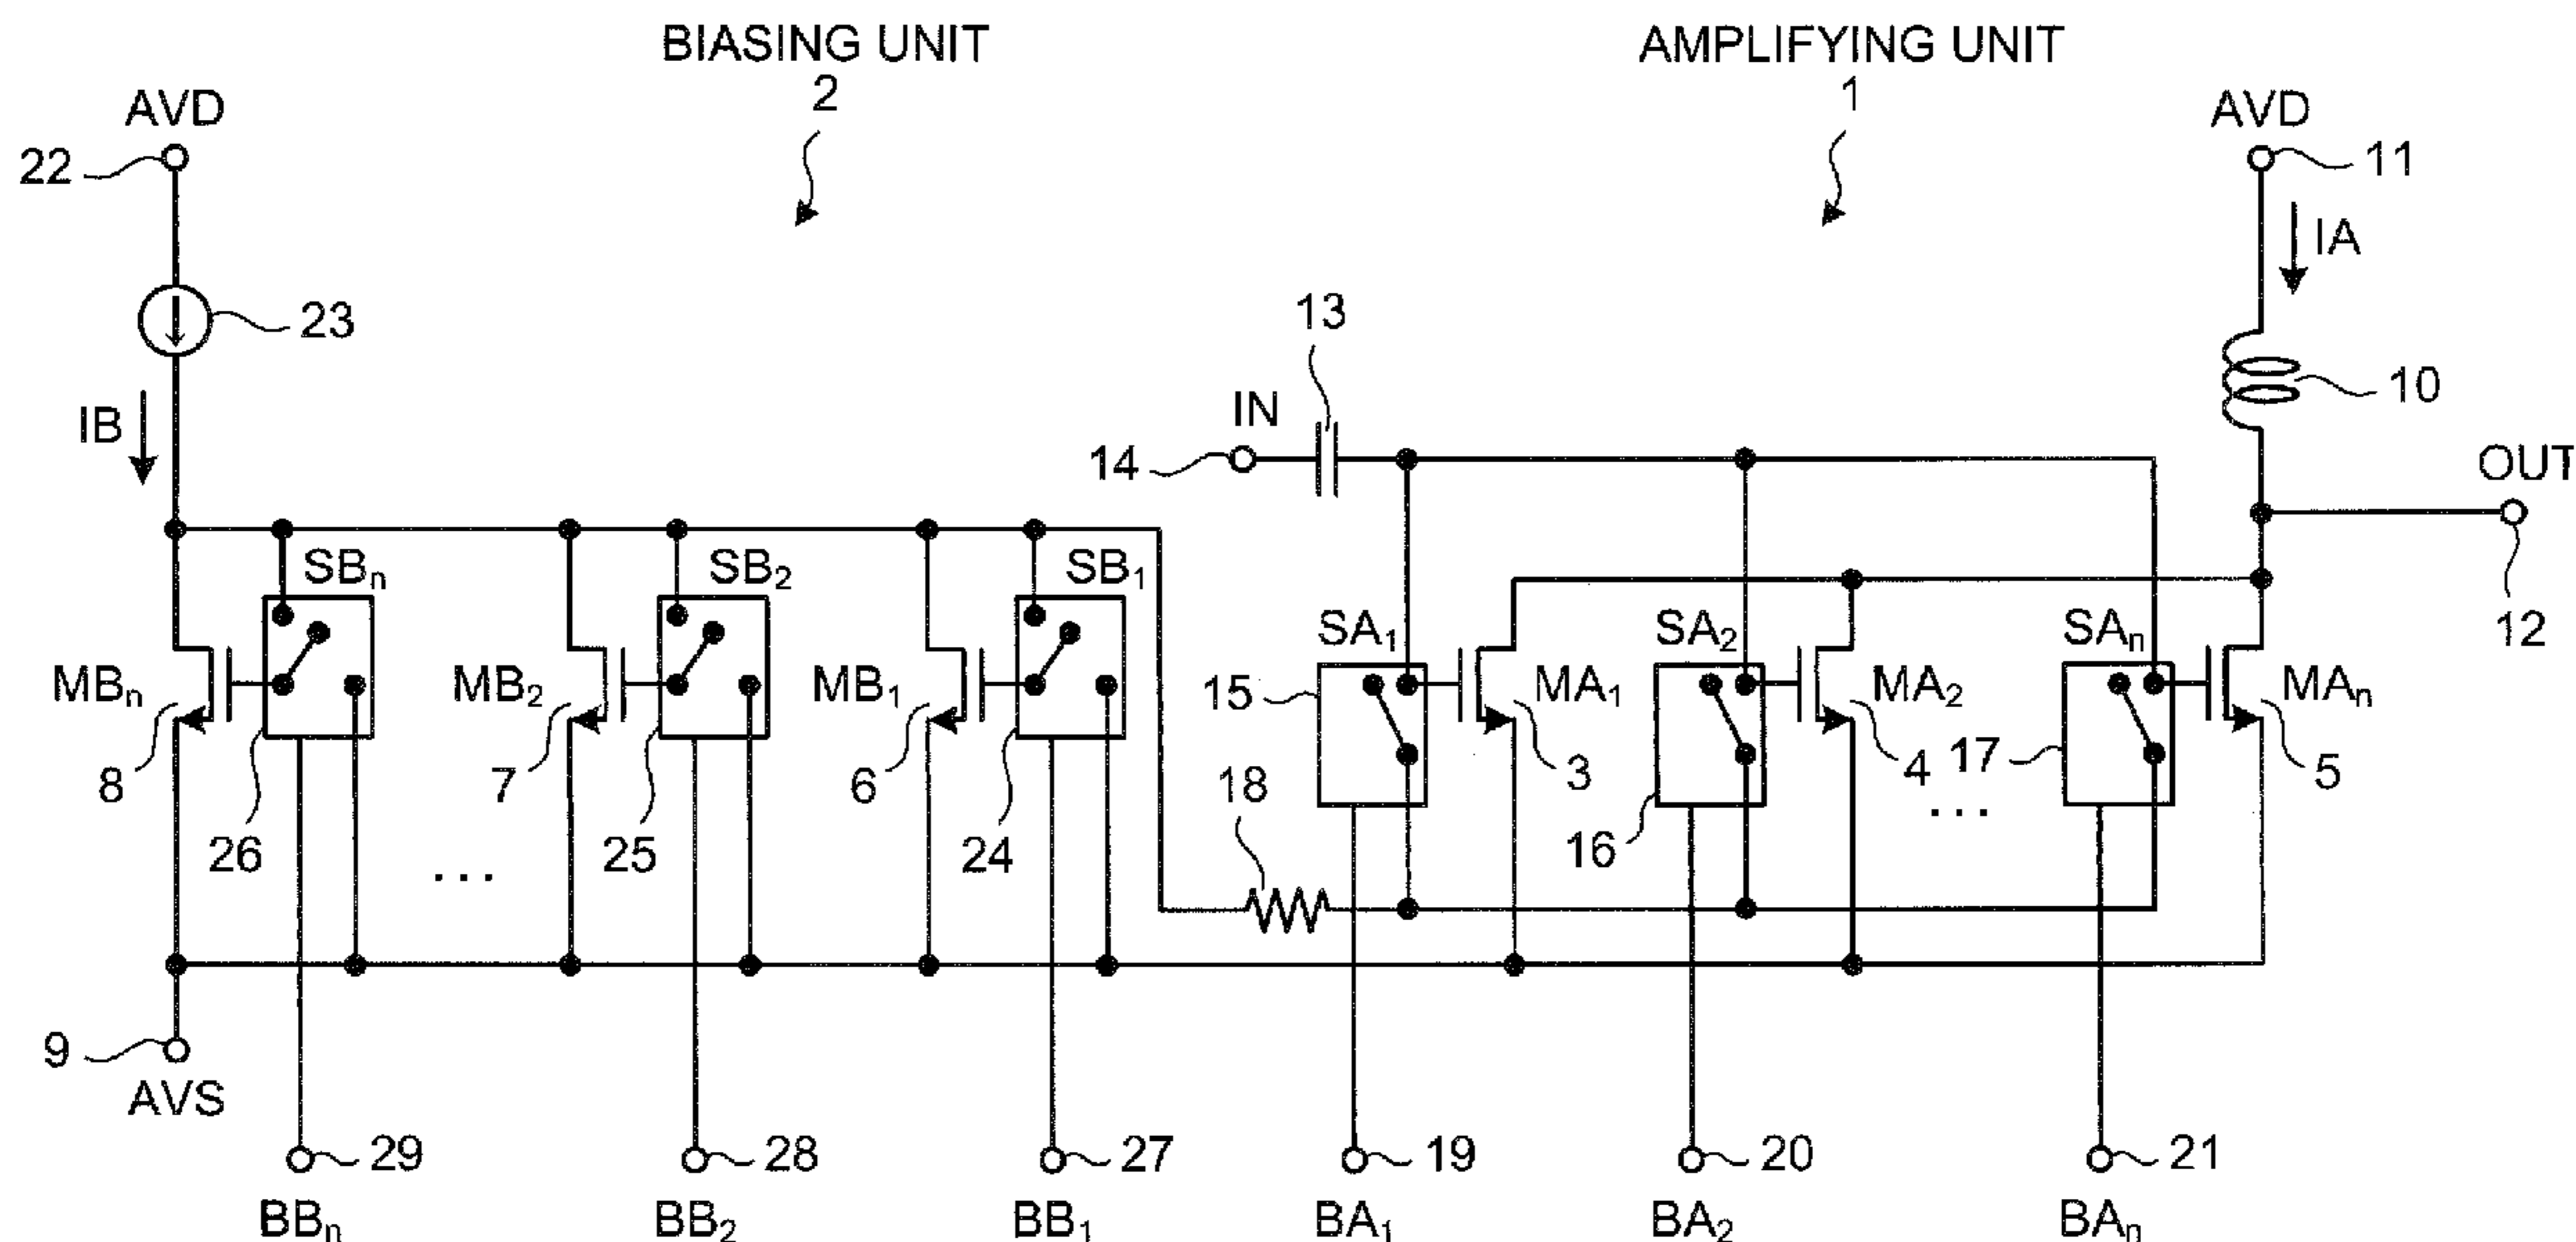 BIASING UNIT
2
AMPLIFYING UNIT
1
AVD
22
AVD
11
IA
23
13
10
IB
IN
14
OUT
12
SBn
SB2
SB1
SA1
SA2
SAn
MBn
MB2
MB1
15
MA1
MA2
MAn
8
7
6
18
3
4
17
5
26
25
24
16
...
...
9
AVS
29
28
27
19
20
21
BBn
BB2
BB1
BA1
BA2
BAn